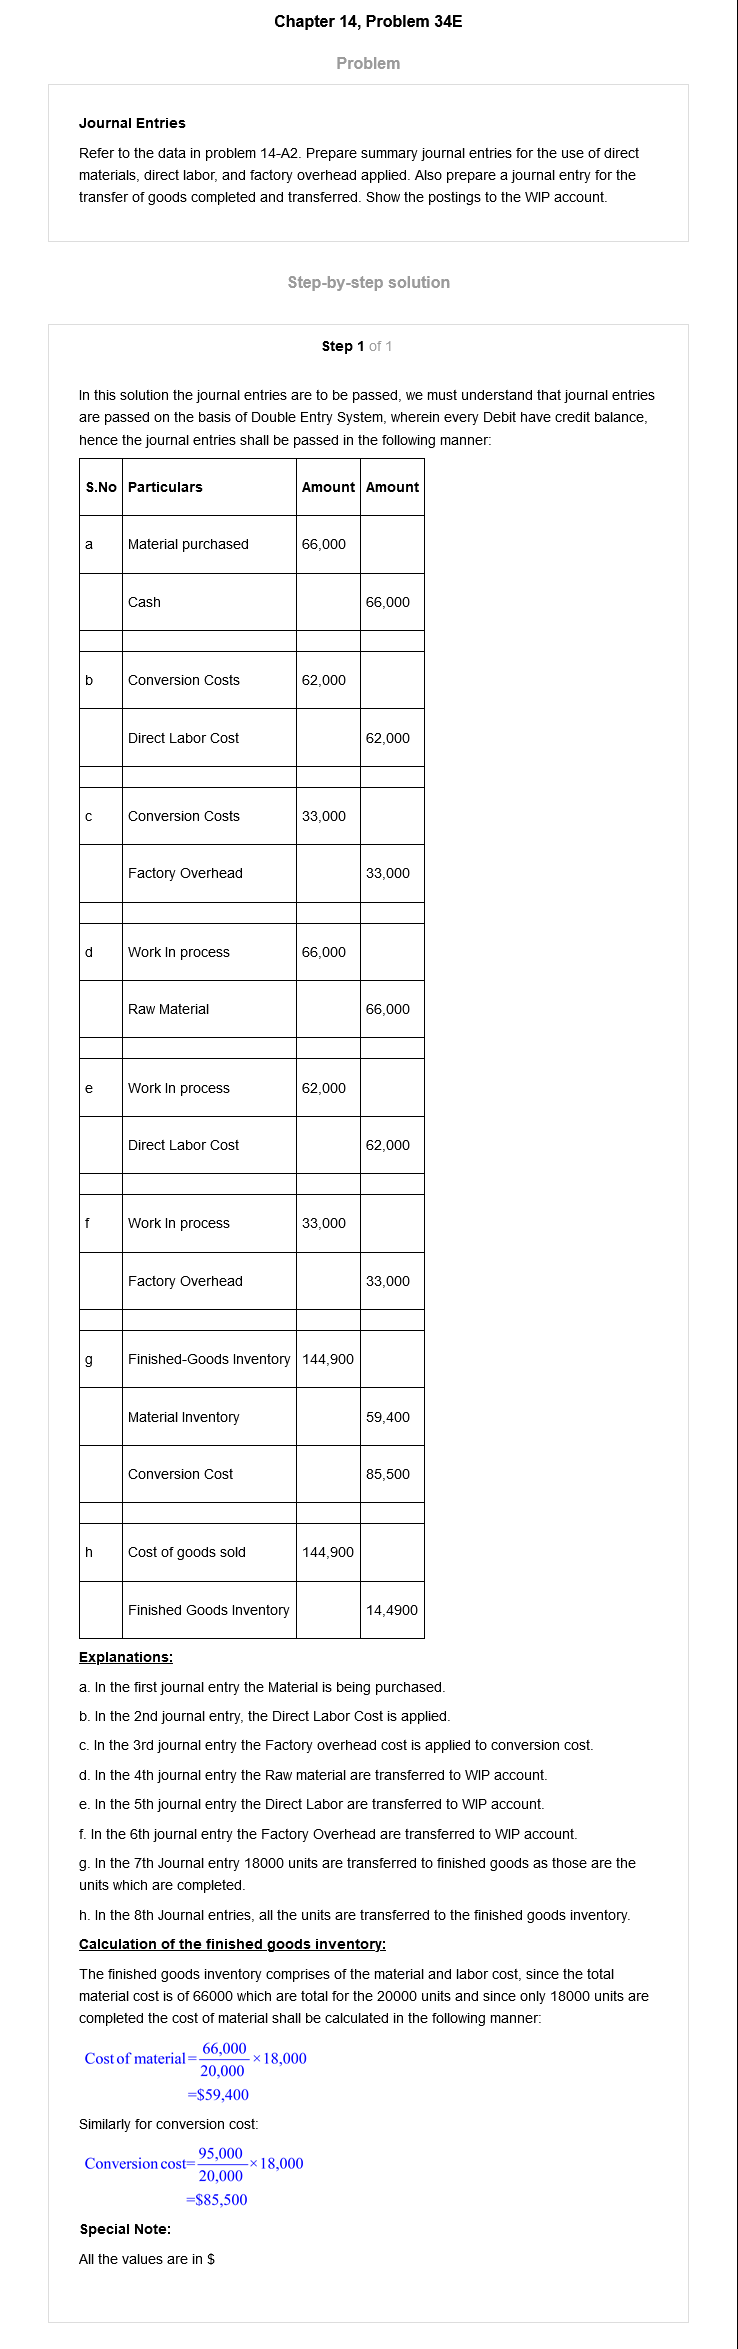 Chapter 14, Problem 34E
Problem
Journal Entries
Refer to the data in problem 14-A2. Prepare summary journal entries for the use of direct
materials, direct labor, and factory overhead applied. Also prepare a journal entry for the
transfer of goods completed and transferred. Show the postings to the WIP account.
Step-by-step solution
Step 1 of 1
In this solution the journal entries are to be passed, we must understand that journal entries
are passed on the basis of Double Entry System, wherein every Debit have credit balance,
hence the journal entries shall be passed in the following manner:
S.No Particulars Amount Amount
a Material purchased 66,000
Cash 66,000
b Conversion Costs 62,000
Direct Labor Cost 62,000
c Conversion Costs 33,000
Factory Overhead 33,000
d Work In process 66,000
Raw Material 66,000
e Work In process 62,000
Direct Labor Cost 62,000
f Work In process 33,000
Factory Overhead 33,000
g Finished-Goods Inventory 144,900
Material Inventory 59,400
Conversion Cost 85,500
h Cost of goods sold 144,900
Finished Goods Inventory 14,4900
Explanations:
a. In the first journal entry the Material is being purchased.
b. In the 2nd journal entry, the Direct Labor Cost is applied.
c. In the 3rd journal entry the Factory overhead cost is applied to conversion cost.
d. In the 4th journal entry the Raw material are transferred to WIP account.
e. In the 5th journal entry the Direct Labor are transferred to WIP account.
f. In the 6th journal entry the Factory Overhead are transferred to WIP account.
g. In the 7th Journal entry 18000 units are transferred to finished goods as those are the
units which are completed.
h. In the 8th Journal entries, all the units are transferred to the finished goods inventory.
Calculation of the finished goods inventory:
The finished goods inventory comprises of the material and labor cost, since the total
material cost is of 66000 which are total for the 20000 units and since only 18000 units are
completed the cost of material shall be calculated in the following manner:
Cost of material = 66,000 / 20,000 × 18,000
=$59,400
Similarly for conversion cost:
Conversion cost= 95,000 / 20,000 ×18,000
=$85,500
Special Note:
All the values are in $